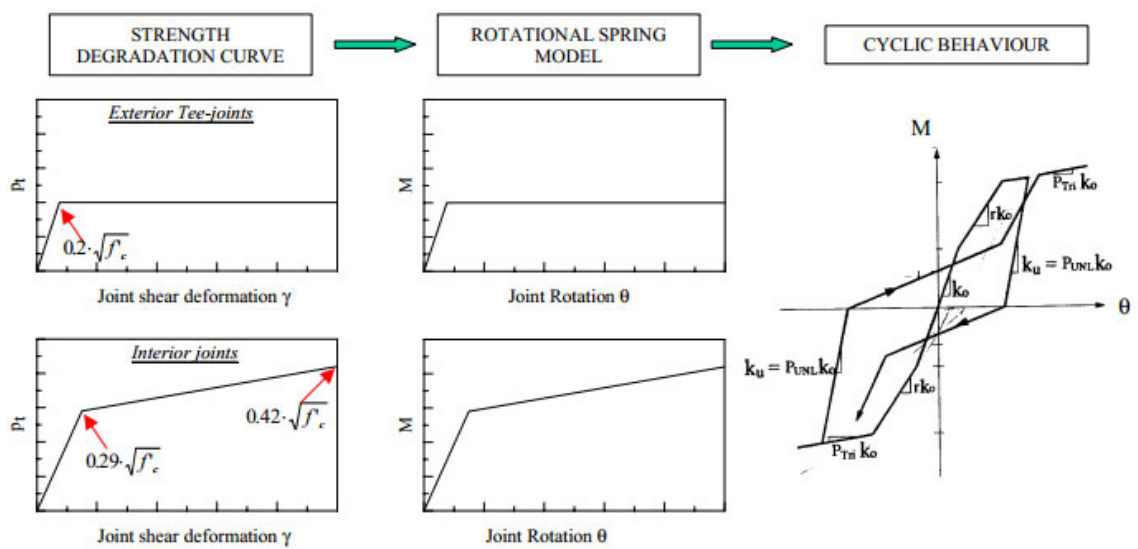 STRENGTH
DEGRADATION CURVE
ROTATIONAL SPRING
MODEL
CYCLIC BEHAVIOUR
Exterior Tee-joints
Pt
0.2·√f'c
Joint shear deformation γ
M
Joint Rotation θ
Interior joints
Pt
0.29·√f'c
0.42·√f'c
Joint shear deformation γ
M
Joint Rotation θ
M
PTri ko
rko
ku = PUNL ko
ko
θ
ku = PUNL ko
rko
PTri ko